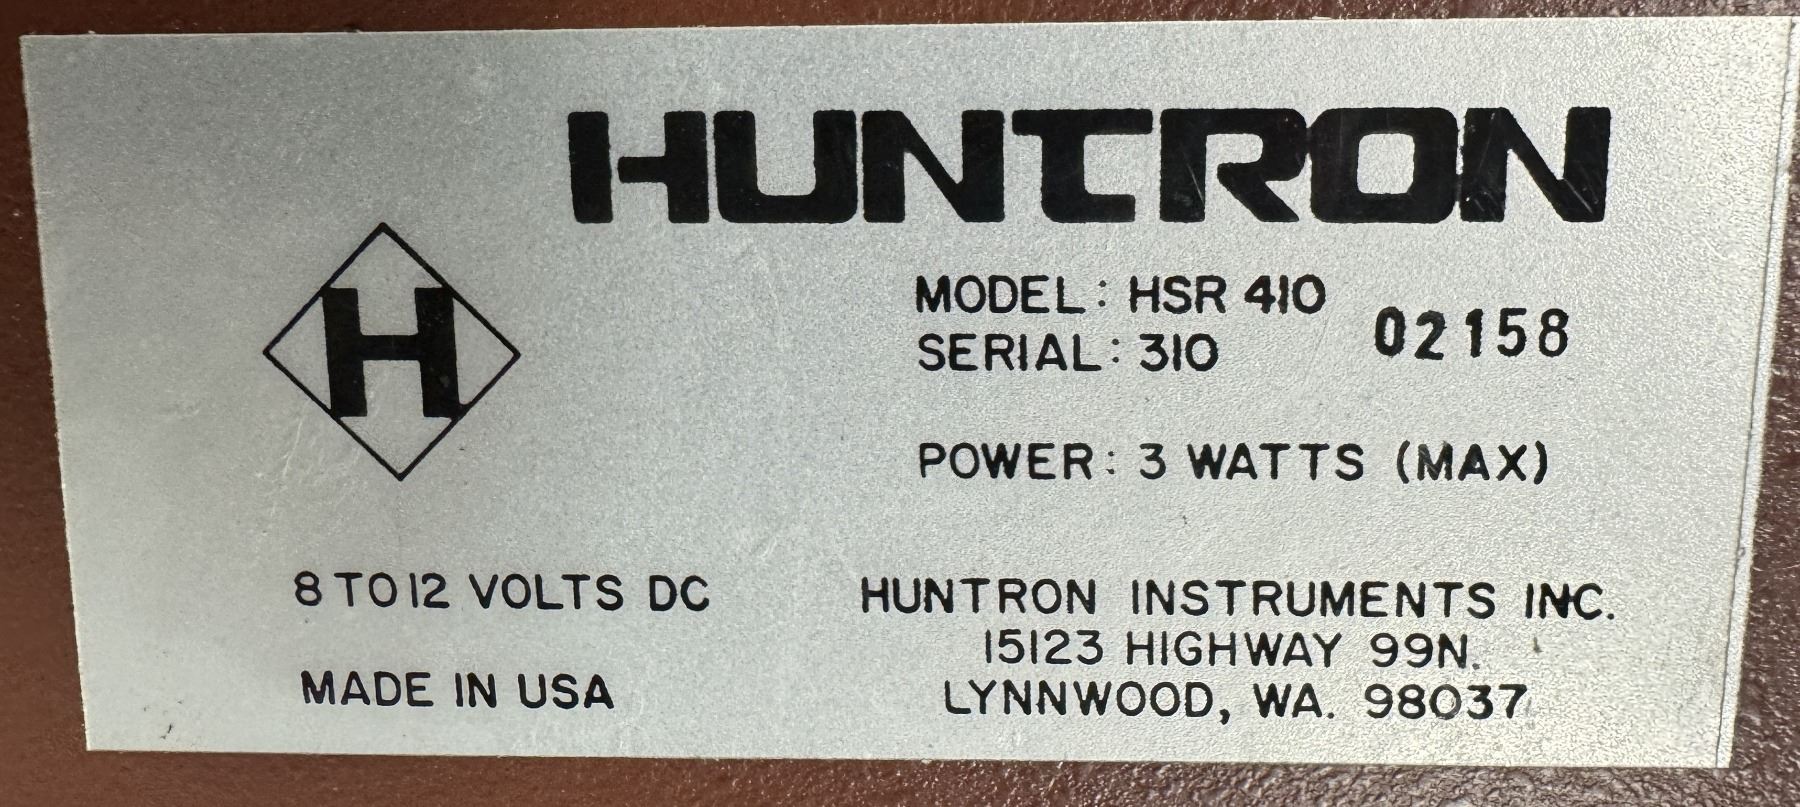 HUNTRON
H
MODEL: HSR 410
SERIAL: 310 02158
POWER: 3 WATTS (MAX)
8 TO 12 VOLTS DC
MADE IN USA
HUNTRON INSTRUMENTS INC.
15123 HIGHWAY 99N.
LYNNWOOD, WA. 98037